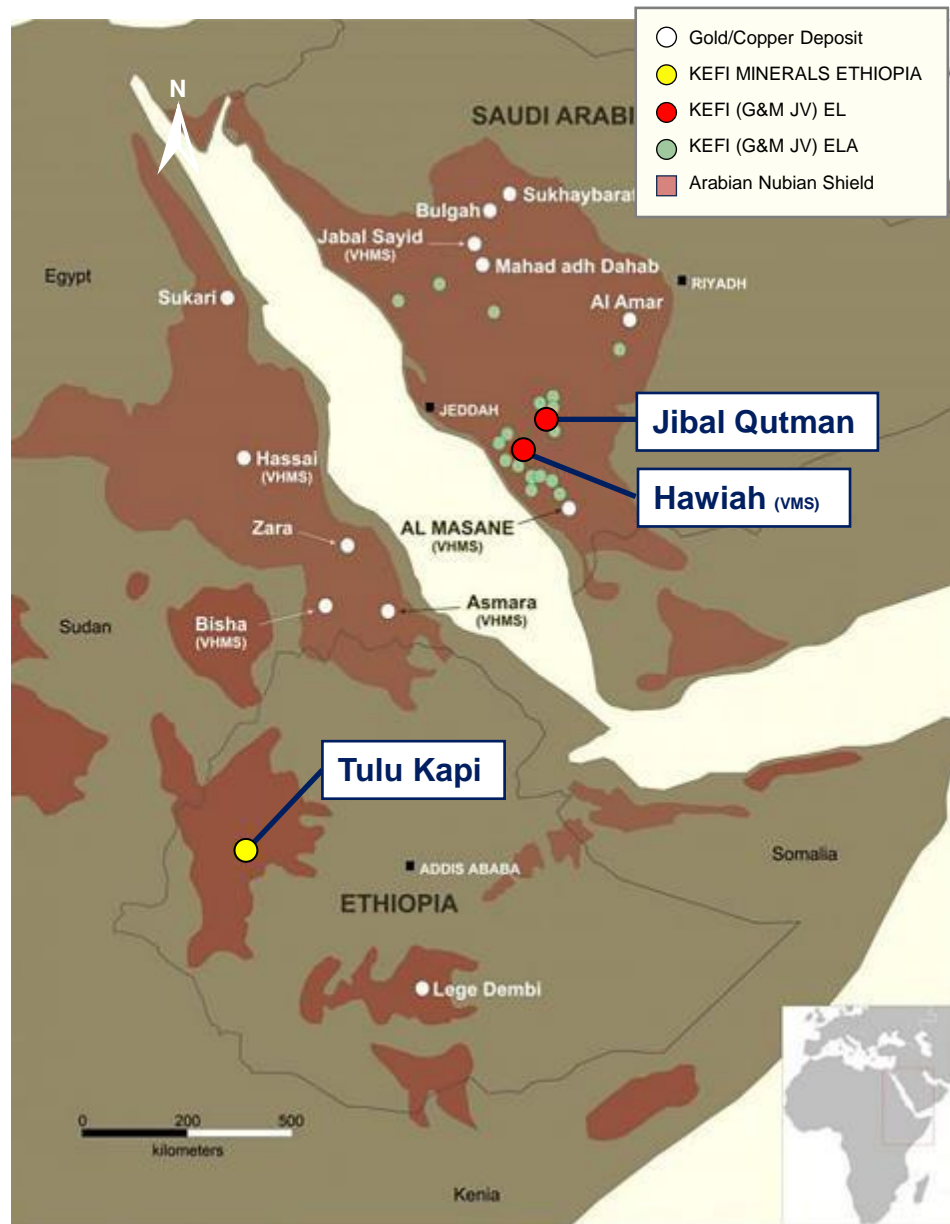 Gold/Copper Deposit
KEFI MINERALS ETHIOPIA
KEFI (G&M JV) EL
KEFI (G&M JV) ELA
Arabian Nubian Shield
N
SAUDI ARABI
Sukhaybarat
Bulgah
Jabal Sayid
(VHMS)
Mahad adh Dahab
Egypt
RIYADH
Sukari
Al Amar
JEDDAH
Jibal Qutman
Hassai
(VHMS)
Hawiah (VMS)
Zara
AL MASANE
(VHMS)
Bisha
(VHMS)
Asmara
(VHMS)
Sudan
Tulu Kapi
ADDIS ABABA
Somalia
ETHIOPIA
Lege Dembi
0 200 500
kilometers
Kenia